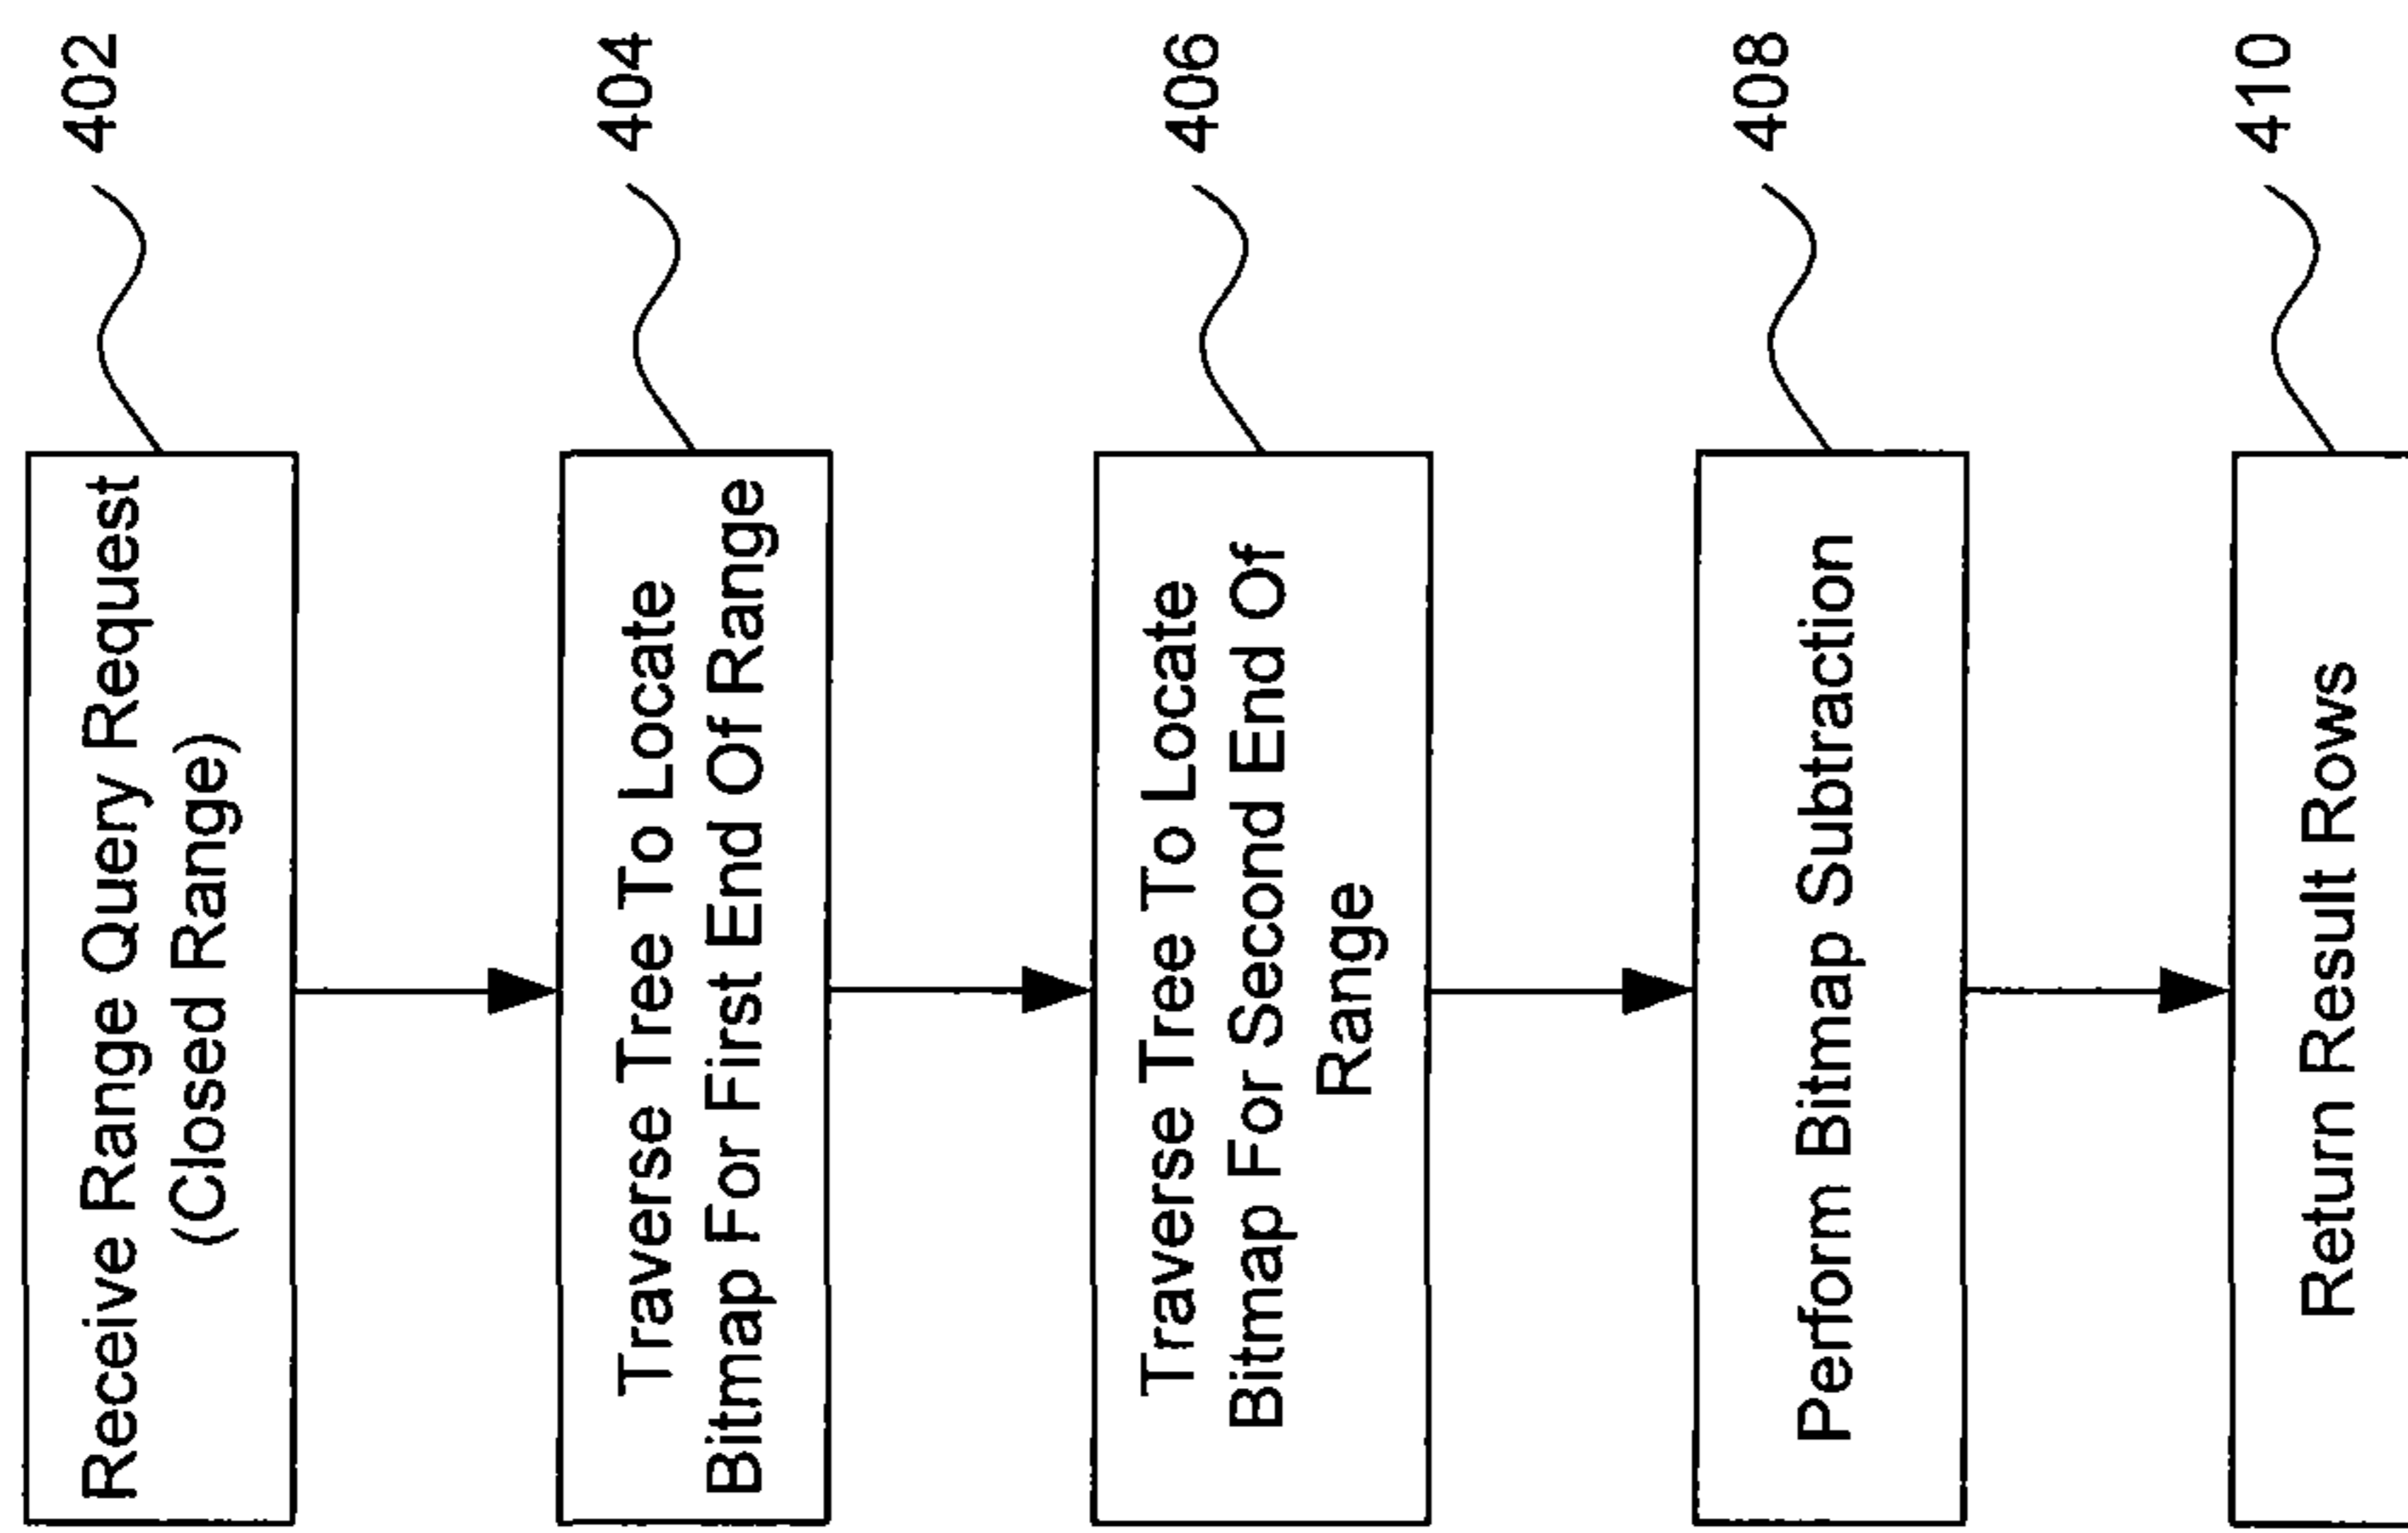 Receive Range Query Request
(Closed Range)
402
Traverse Tree To Locate
Bitmap For First End Of Range
404
Traverse Tree To Locate
Bitmap For Second End Of
Range
406
Perform Bitmap Subtraction
408
Return Result Rows
410